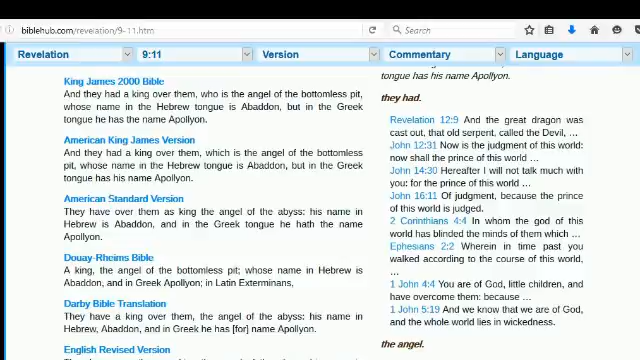 biblehub.com/revelation/9-11.htm
Search
Revelation
9:11
Version
Commentary
Language
King James 2000 Bible
And they had a king over them, who is the angel of the bottomless pit,
whose name in the Hebrew tongue is Abaddon, but in the Greek
tongue he has the name Apollyon.
American King James Version
And they had a king over them, which is the angel of the bottomless
pit, whose name in the Hebrew tongue is Abaddon, but in the Greek
tongue has his name Apollyon.
American Standard Version
They have over them as king the angel of the abyss: his name in
Hebrew is Abaddon, and in the Greek tongue he hath the name
Apollyon.
Douay-Rheims Bible
A king, the angel of the bottomless pit; whose name in Hebrew is
Abaddon, and in Greek Apollyon; in Latin Exterminans,
Darby Bible Translation
They have a king over them, the angel of the abyss: his name in
Hebrew, Abaddon, and in Greek he has [for] name Apollyon.
English Revised Version
tongue has his name Apollyon.
they had.
Revelation 12:9 And the great dragon was
cast out, that old serpent, called the Devil, …
John 12:31 Now is the judgment of this world:
now shall the prince of this world …
John 14:30 Hereafter I will not talk much with
you: for the prince of this world …
John 16:11 Of judgment, because the prince
of this world is judged.
2 Corinthians 4:4 In whom the god of this
world has blinded the minds of them which …
Ephesians 2:2 Wherein in time past you
walked according to the course of this world,
…
1 John 4:4 You are of God, little children, and
have overcome them: because …
1 John 5:19 And we know that we are of God,
and the whole world lies in wickedness.
the angel.